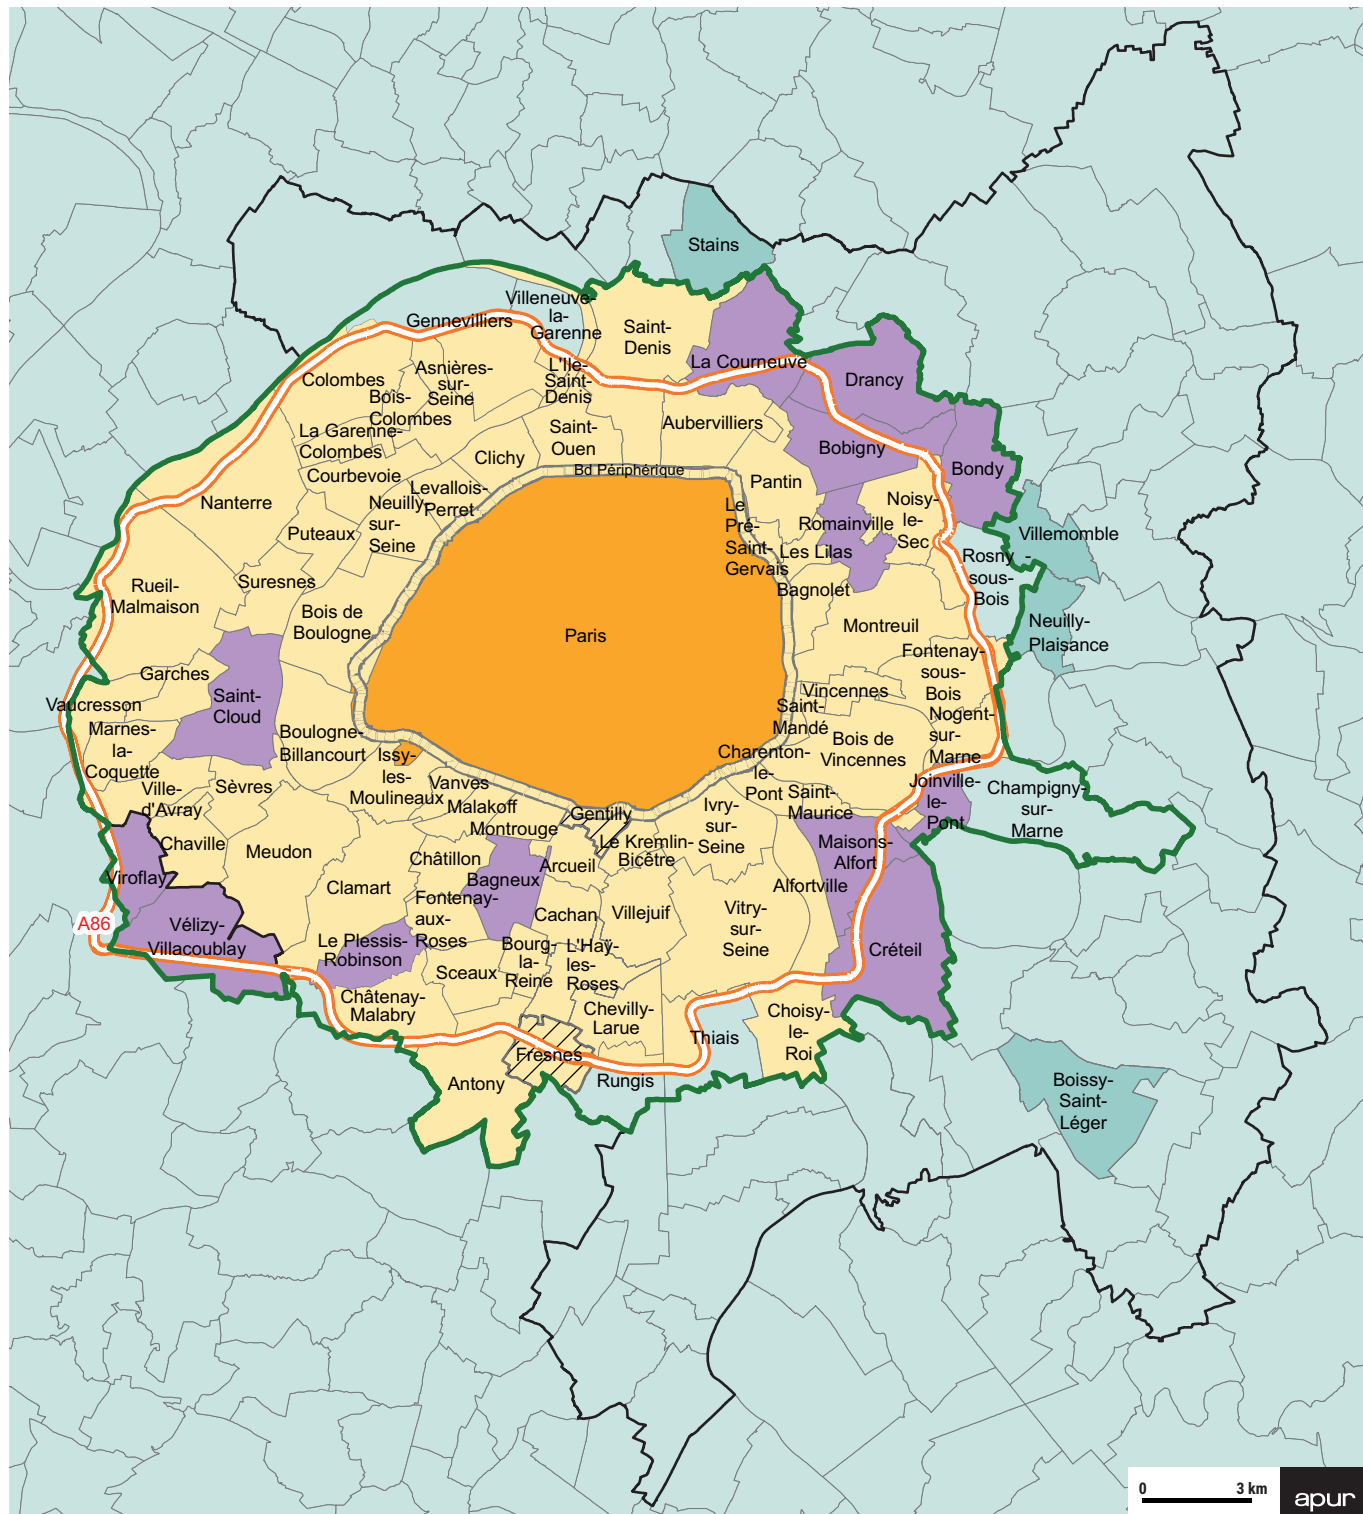 Stains
Villeneuve-
la-
Garenne
Gennevilliers
Saint-
Denis
La Courneuve
L'Ile-
Saint-
Denis
Asnières-
sur-
Seine
Colombes
Bois-
Colombes
Drancy
La Garenne-
Colombes
Saint-
Ouen
Aubervilliers
Bobigny
Clichy
Bondy
Courbevoie
Bd Périphérique
Levallois-
Perret
Pantin
Nanterre
Neuilly-
sur-
Seine
Noisy-
le-
Sec
Le
Pré-
Saint-
Gervais
Romainville
Puteaux
Villemomble
Les Lilas
Rosny -
sous-
Bois
Suresnes
Rueil-
Malmaison
Bagnolet
Bois de
Boulogne
Montreuil
Neuilly-
Plaisance
Paris
Fontenay-
sous-
Bois
Garches
Saint-
Cloud
Vincennes
Vaucresson
Saint-
Mandé
Nogent-
sur-
Marne
Marnes-
la-
Coquette
Boulogne-
Billancourt
Bois de
Vincennes
Issy-
les-
Moulineaux
Charenton-
le-
Pont
Sèvres
Ville-
d'Avray
Vanves
Malakoff
Montrouge
Saint-
Maurice
Joinville-
le-
Pont
Champigny-
sur-
Marne
Gentilly
Ivry-
sur-
Seine
Chaville
Meudon
Le Kremlin-
Bicêtre
Maisons-
Alfort
Châtillon
Arcueil
Viroflay
Bagneux
Clamart
Alfortville
Fontenay-
aux-
Roses
Cachan
Villejuif
Vitry-
sur-
Seine
A86
Vélizy-
Villacoublay
Le Plessis-
Robinson
Bourg-
la-
Reine
L'Haÿ-
les-
Roses
Créteil
Sceaux
Châtenay-
Malabry
Chevilly-
Larue
Choisy-
le-
Roi
Thiais
Fresnes
Antony
Rungis
Boissy-
Saint-
Léger
0 3 km
apur